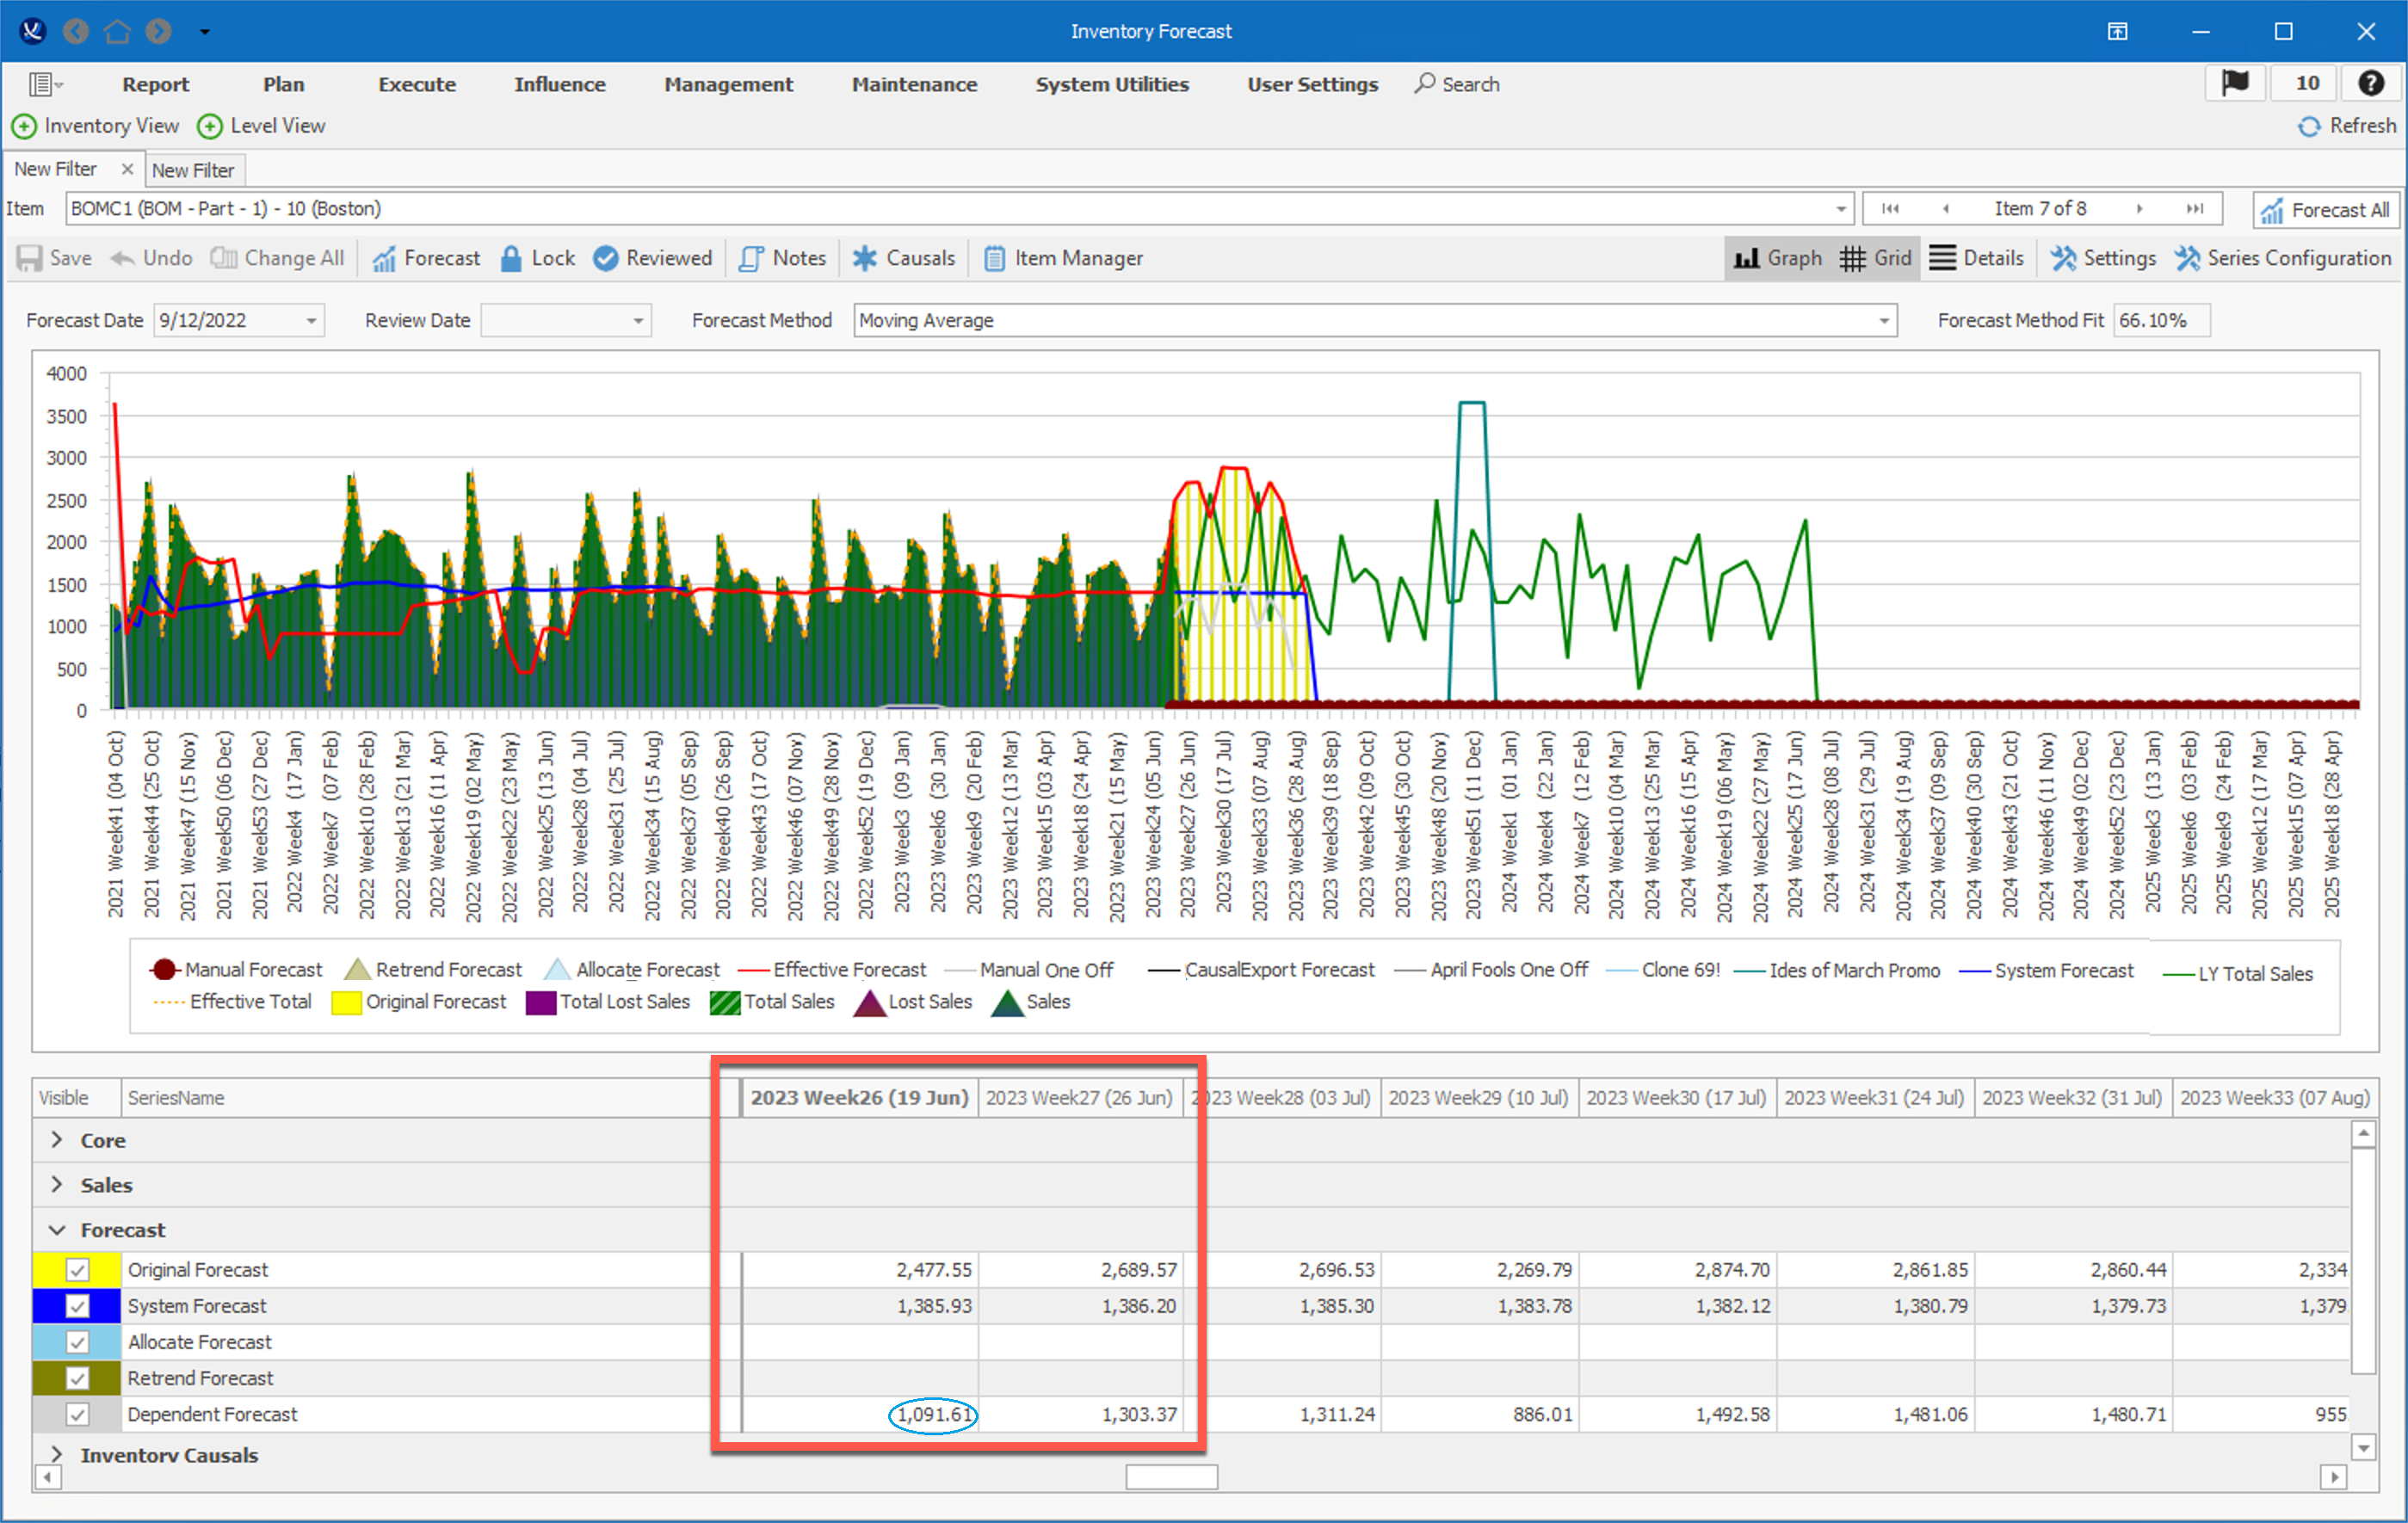 Inventory Forecast
Report Plan Execute Influence Management Maintenance System Utilities User Settings Search 10 ?
Inventory View Level View Refresh
New Filter × New Filter
Item BOMC1 (BOM - Part - 1) - 10 (Boston) Item 7 of 8 Forecast All
Save Undo Change All Forecast Lock Reviewed Notes Causals Item Manager Graph Grid Details Settings Series Configuration
Forecast Date 9/12/2022 Review Date Forecast Method Moving Average Forecast Method Fit 66.10%
4000
3500
3000
2500
2000
1500
1000
500
0
2021 Week41 (04 Oct)
2021 Week44 (25 Oct)
2021 Week47 (15 Nov)
2021 Week50 (06 Dec)
2021 Week53 (27 Dec)
2022 Week4 (17 Jan)
2022 Week7 (07 Feb)
2022 Week10 (28 Feb)
2022 Week13 (21 Mar)
2022 Week16 (11 Apr)
2022 Week19 (02 May)
2022 Week22 (23 May)
2022 Week25 (13 Jun)
2022 Week28 (04 Jul)
2022 Week31 (25 Jul)
2022 Week34 (15 Aug)
2022 Week37 (05 Sep)
2022 Week40 (26 Sep)
2022 Week43 (17 Oct)
2022 Week46 (07 Nov)
2022 Week49 (28 Nov)
2022 Week52 (19 Dec)
2023 Week3 (09 Jan)
2023 Week6 (30 Jan)
2023 Week9 (20 Feb)
2023 Week12 (13 Mar)
2023 Week15 (03 Apr)
2023 Week18 (24 Apr)
2023 Week21 (15 May)
2023 Week24 (05 Jun)
2023 Week27 (26 Jun)
2023 Week30 (17 Jul)
2023 Week33 (07 Aug)
2023 Week36 (28 Aug)
2023 Week39 (18 Sep)
2023 Week42 (09 Oct)
2023 Week45 (30 Oct)
2023 Week48 (20 Nov)
2023 Week51 (11 Dec)
2024 Week1 (01 Jan)
2024 Week4 (22 Jan)
2024 Week7 (12 Feb)
2024 Week10 (04 Mar)
2024 Week13 (25 Mar)
2024 Week16 (15 Apr)
2024 Week19 (06 May)
2024 Week22 (27 May)
2024 Week25 (17 Jun)
2024 Week28 (08 Jul)
2024 Week31 (29 Jul)
2024 Week34 (19 Aug)
2024 Week37 (09 Sep)
2024 Week40 (30 Sep)
2024 Week43 (21 Oct)
2024 Week46 (11 Nov)
2024 Week49 (02 Dec)
2024 Week52 (23 Dec)
2025 Week3 (13 Jan)
2025 Week6 (03 Feb)
2025 Week9 (24 Feb)
2025 Week12 (17 Mar)
2025 Week15 (07 Apr)
2025 Week18 (28 Apr)
Manual Forecast Retrend Forecast Allocate Forecast Effective Forecast Manual One Off CausalExport Forecast April Fools One Off Clone 69! Ides of March Promo System Forecast LY Total Sales
Effective Total Original Forecast Total Lost Sales Total Sales Lost Sales Sales
Visible SeriesName 2023 Week26 (19 Jun) 2023 Week27 (26 Jun) 2023 Week28 (03 Jul) 2023 Week29 (10 Jul) 2023 Week30 (17 Jul) 2023 Week31 (24 Jul) 2023 Week32 (31 Jul) 2023 Week33 (07 Aug)
Core
Sales
Forecast
Original Forecast 2,477.55 2,689.57 2,696.53 2,269.79 2,874.70 2,861.85 2,860.44 2,334.
System Forecast 1,385.93 1,386.20 1,385.30 1,383.78 1,382.12 1,380.79 1,379.73 1,379.
Allocate Forecast
Retrend Forecast
Dependent Forecast 1,091.61 1,303.37 1,311.24 886.01 1,492.58 1,481.06 1,480.71 955.
Inventory Causals